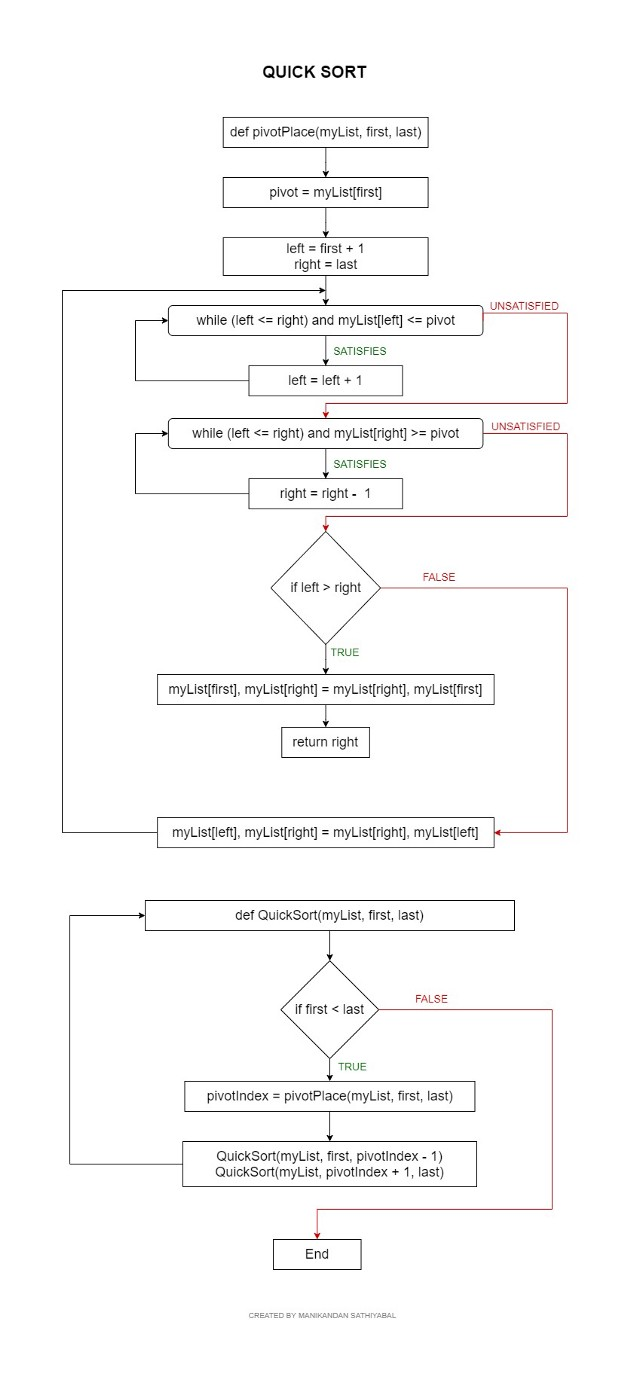 QUICK SORT
def pivotPlace(myList, first, last)
pivot = myList[first]
left = first + 1
right = last
UNSATISFIED
while (left <= right) and myList[left] <= pivot
SATISFIES
left = left + 1
UNSATISFIED
while (left <= right) and myList[right] >= pivot
SATISFIES
right = right - 1
if left > right
FALSE
TRUE
myList[first], myList[right] = myList[right], myList[first]
return right
myList[left], myList[right] = myList[right], myList[left]
def QuickSort(myList, first, last)
if first < last
FALSE
TRUE
pivotIndex = pivotPlace(myList, first, last)
QuickSort(myList, first, pivotIndex - 1)
QuickSort(myList, pivotIndex + 1, last)
End
CREATED BY MANIKANDAN SATHIYABAL